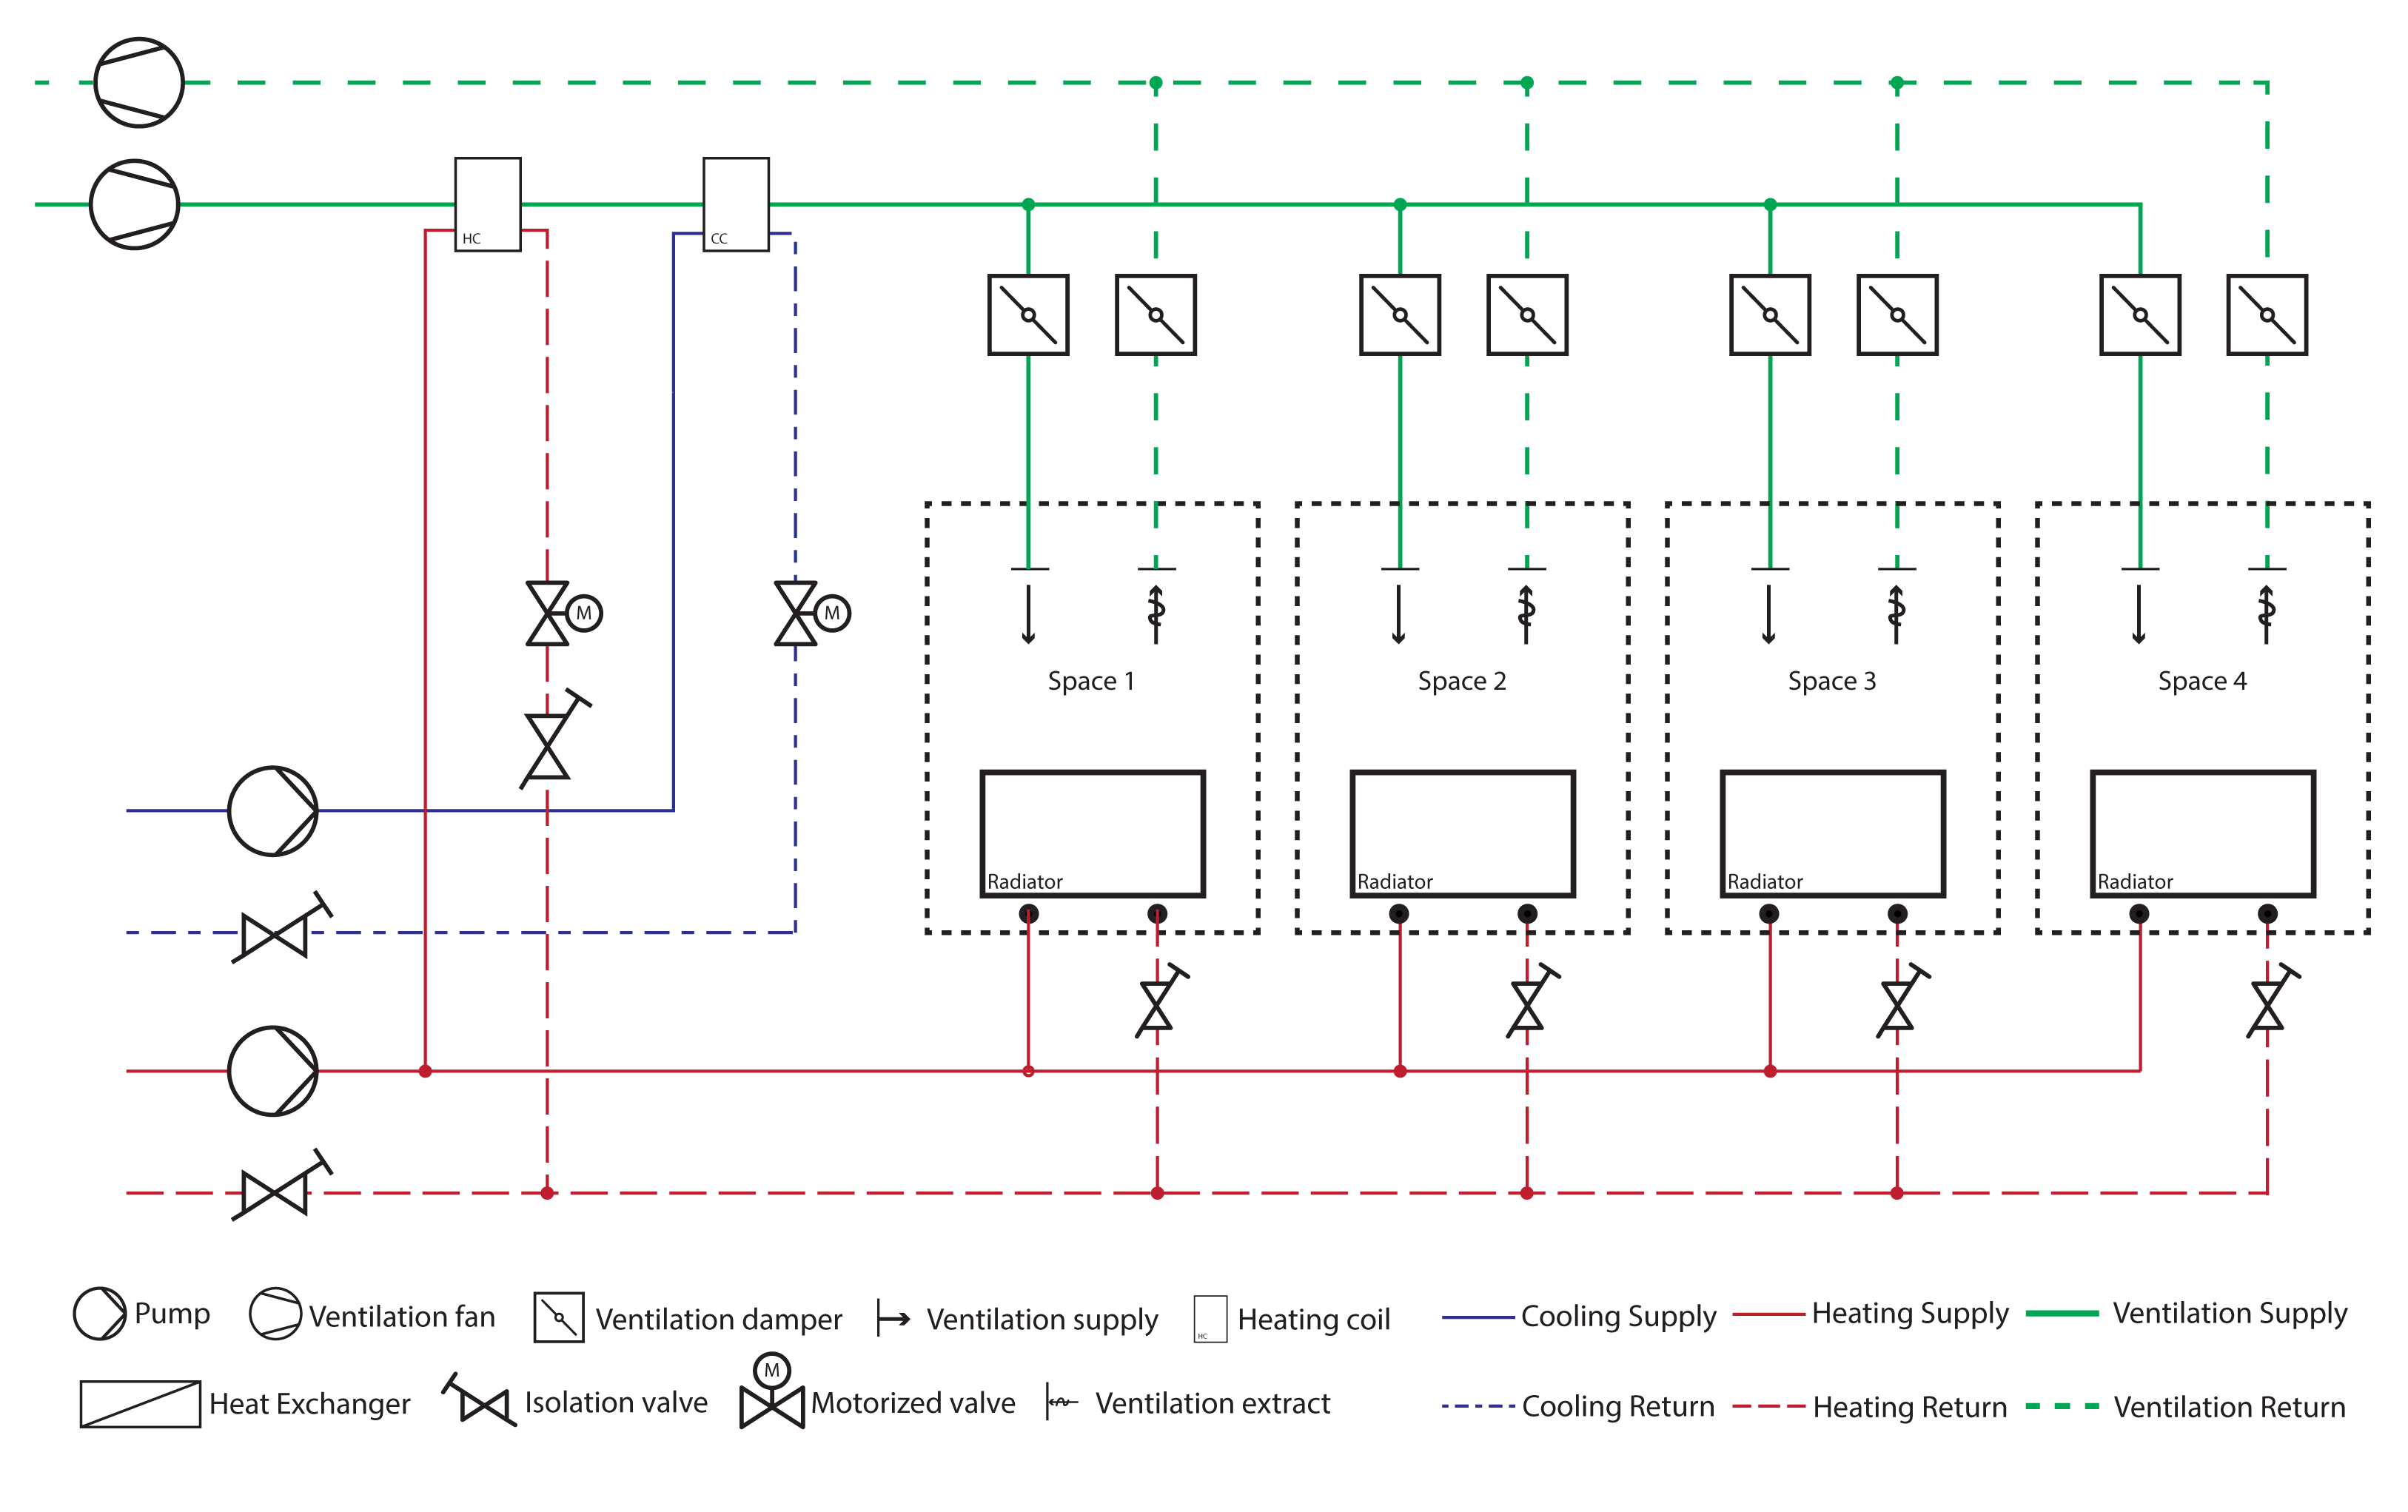 HC
CC
M
M
Space 1
Space 2
Space 3
Space 4
Radiator
Radiator
Radiator
Radiator
Pump
Ventilation fan
Ventilation damper
Ventilation supply
HC
Heating coil
Cooling Supply
Heating Supply
Ventilation Supply
Heat Exchanger
Isolation valve
M
Motorized valve
Ventilation extract
Cooling Return
Heating Return
Ventilation Return